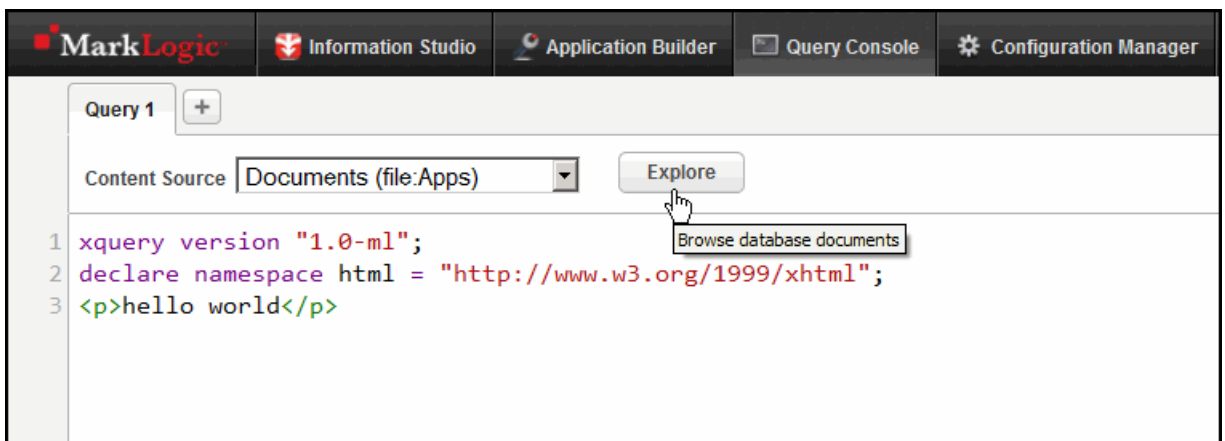 MarkLogic Information Studio Application Builder Query Console Configuration Manager
Query 1 +
Content Source Documents (file:Apps) Explore
Browse database documents
1 xquery version "1.0-ml";
2 declare namespace html = "http://www.w3.org/1999/xhtml";
3 <p>hello world</p>